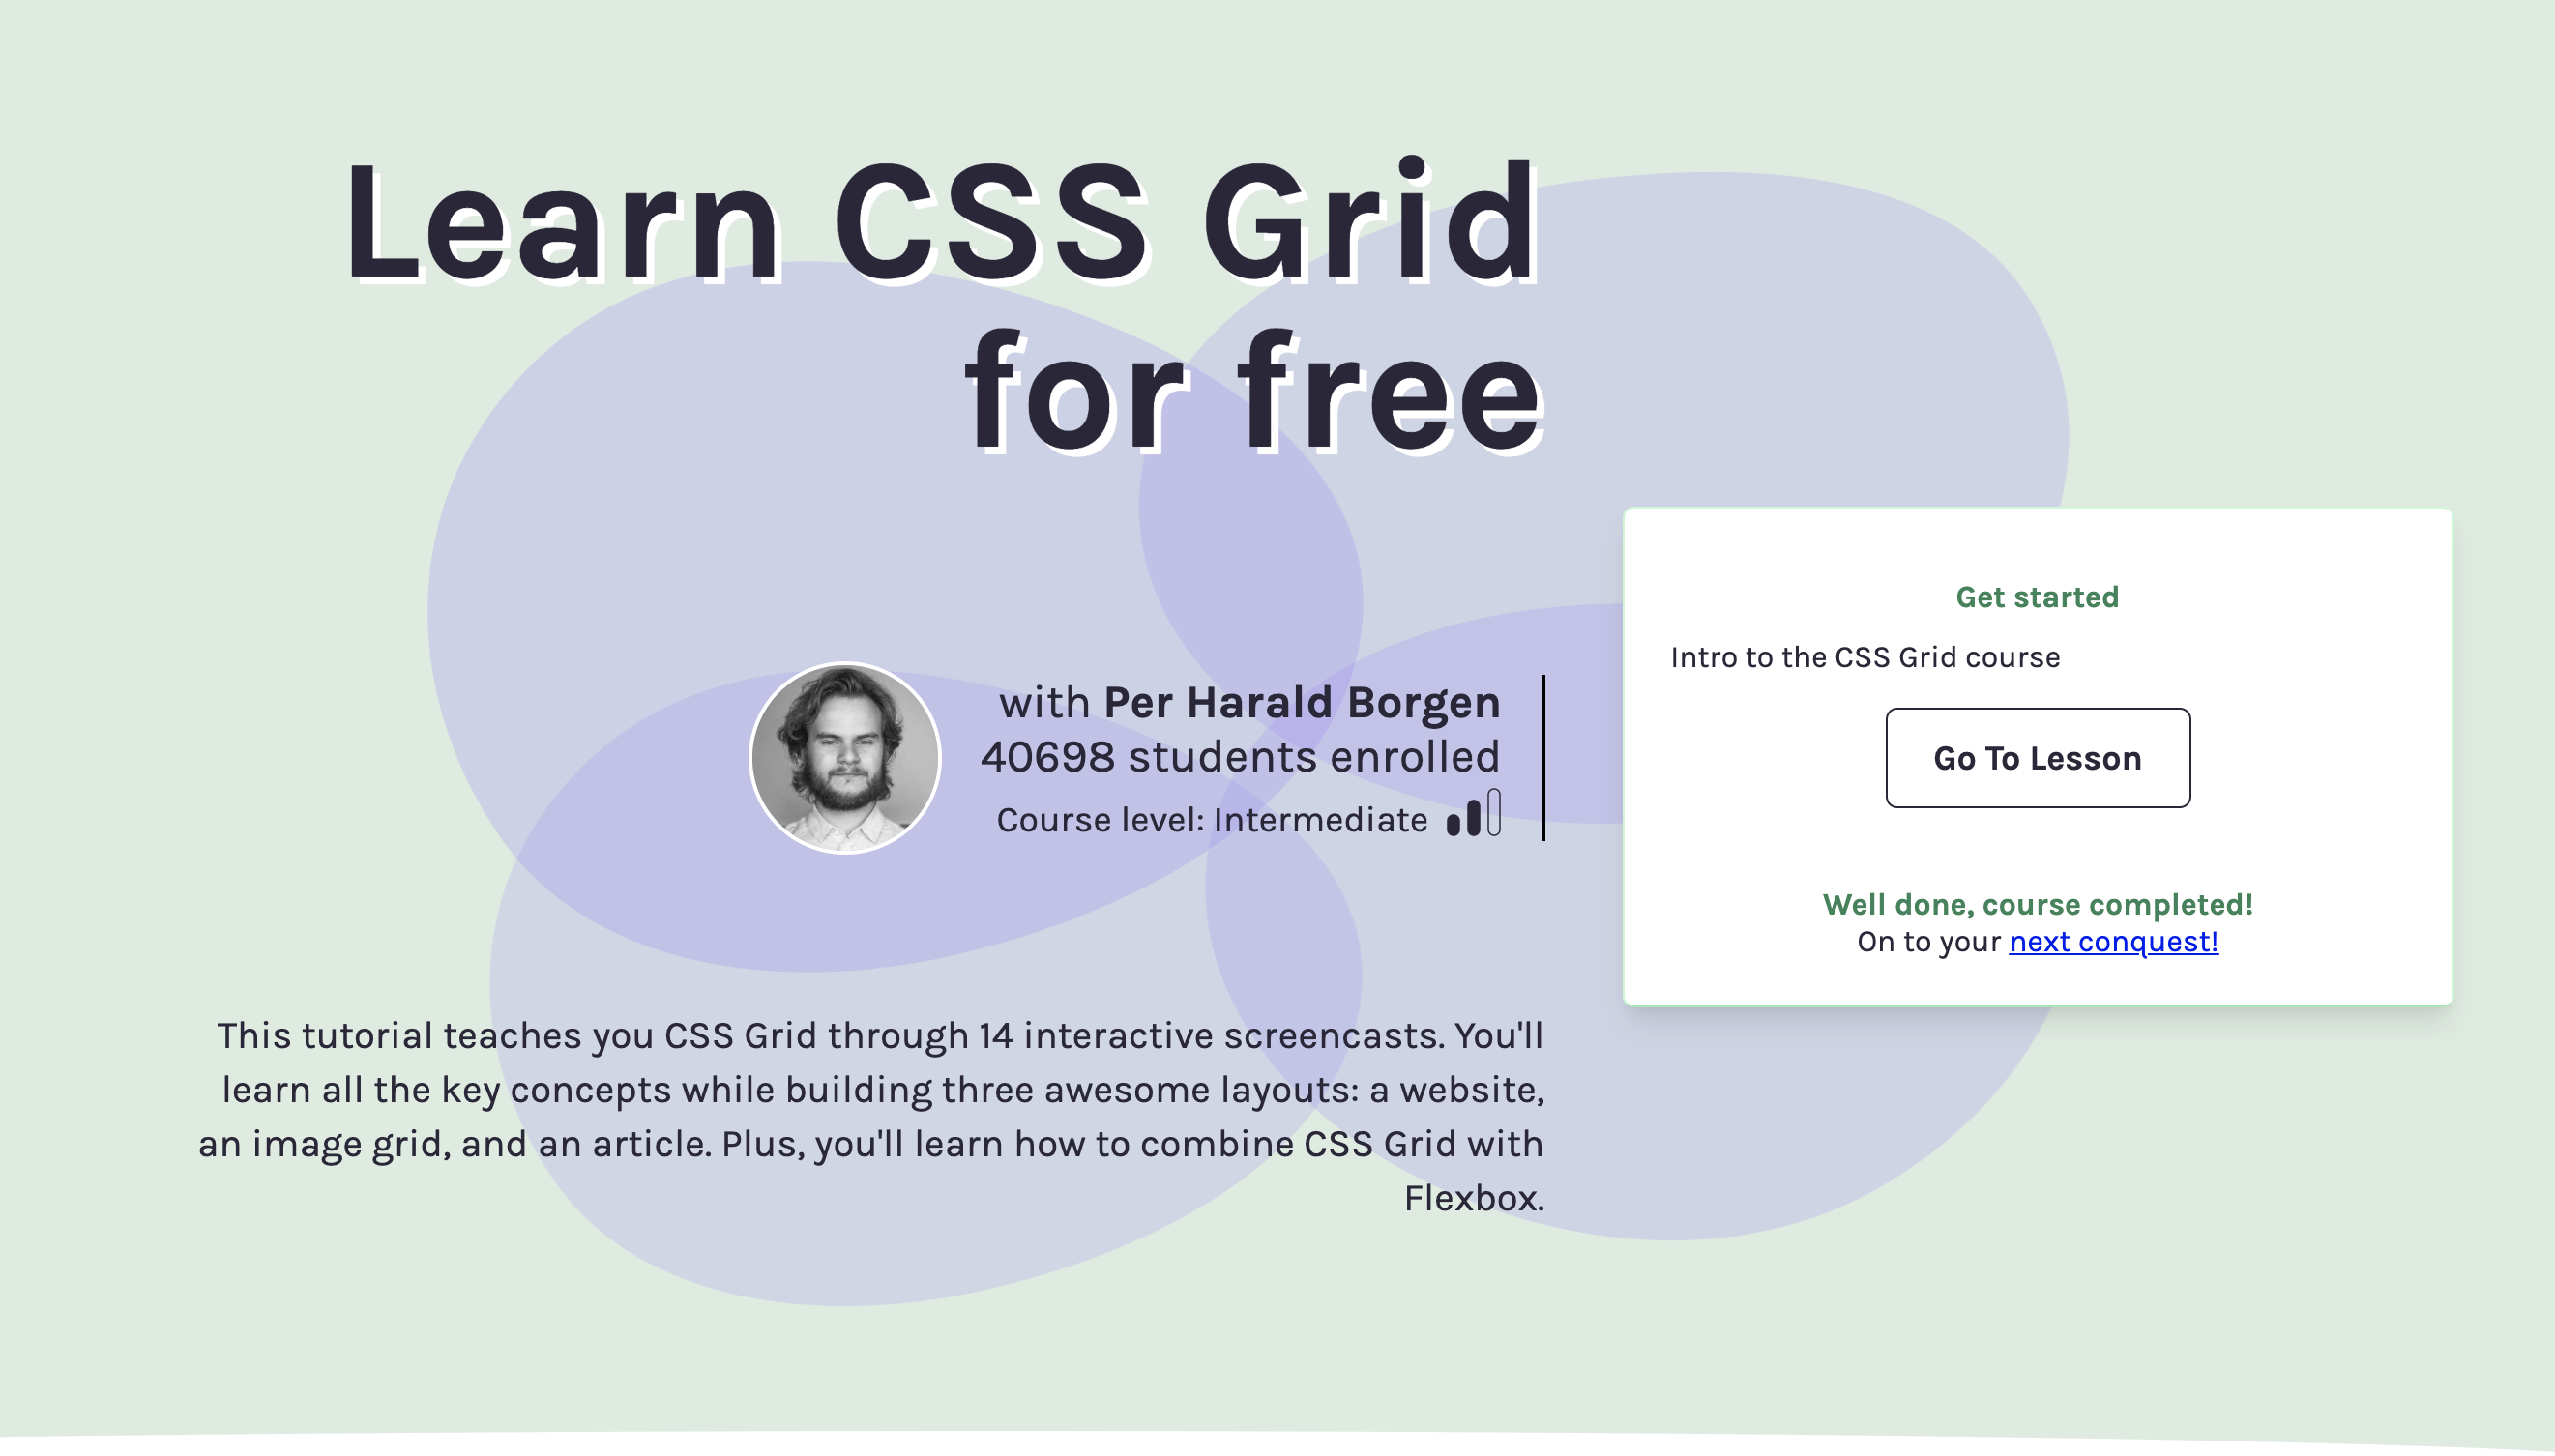 Learn CSS Grid
for free
with Per Harald Borgen
40698 students enrolled
Course level: Intermediate
This tutorial teaches you CSS Grid through 14 interactive screencasts. You'll
learn all the key concepts while building three awesome layouts: a website,
an image grid, and an article. Plus, you'll learn how to combine CSS Grid with
Flexbox.
Get started
Intro to the CSS Grid course
Go To Lesson
Well done, course completed!
On to your next conquest!